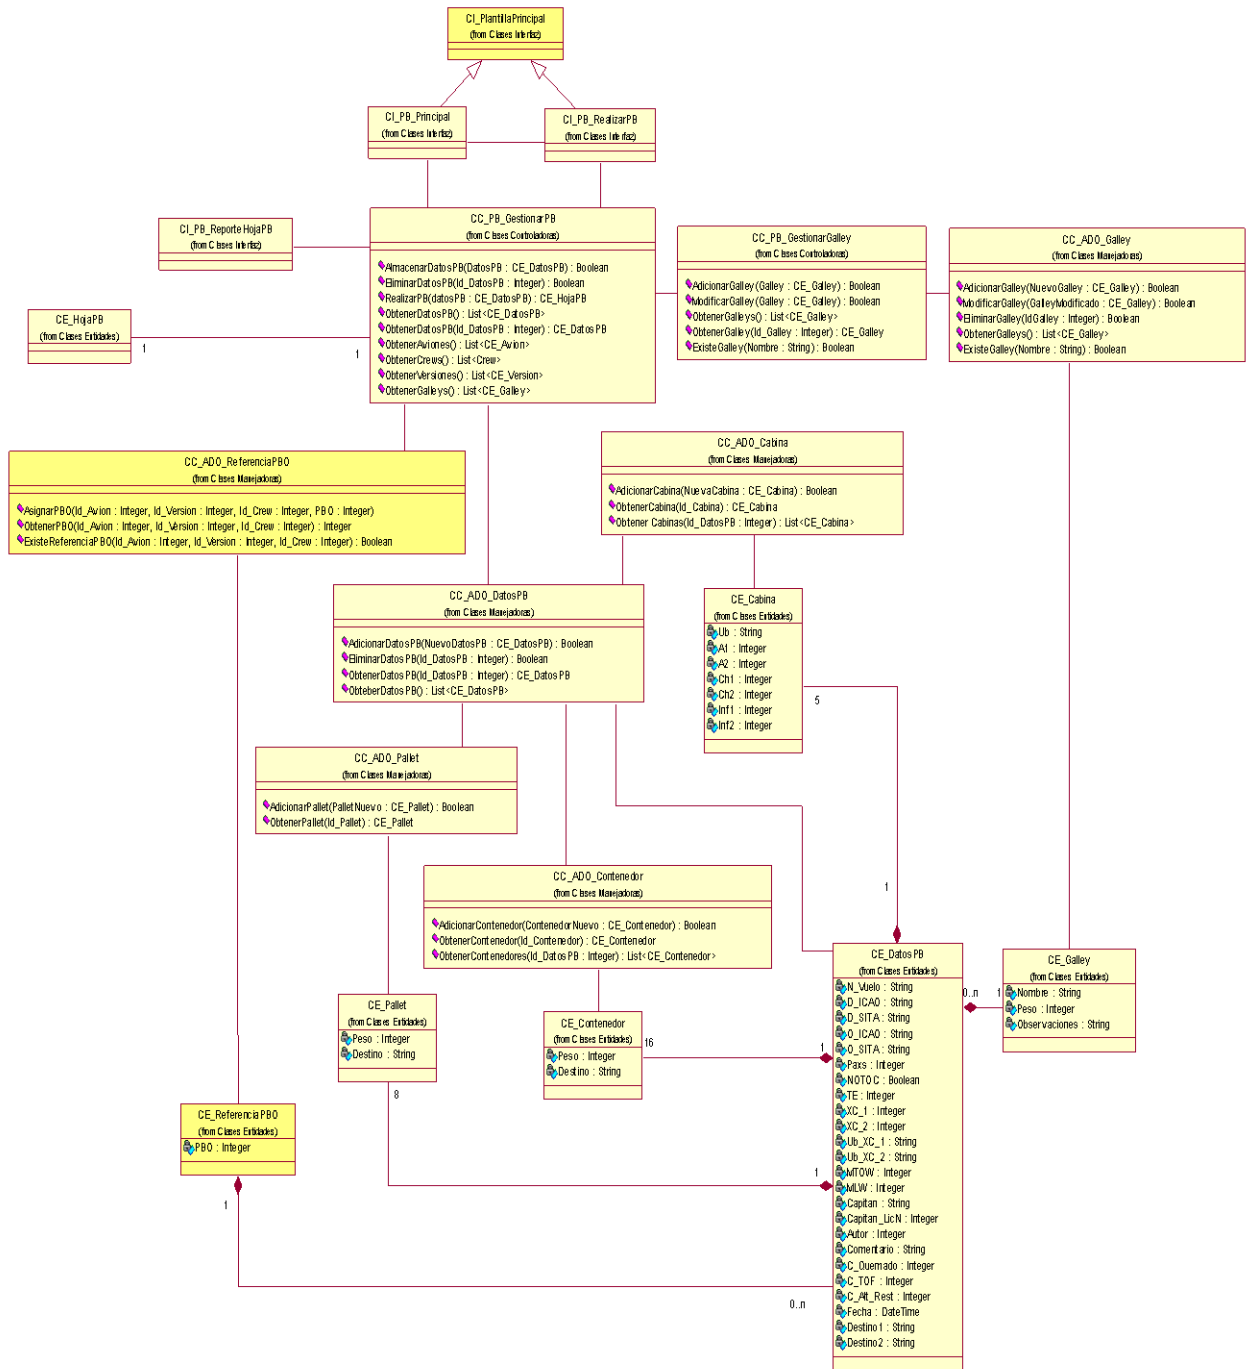 CI_PlantillaPrincipal
(from Clases Interfaz)
CI_PB_Principal
(from Clases Interfaz)
CI_PB_RealizarPB
(from Clases Interfaz)
CI_PB_ReporteHojaPB
(from Clases Interfaz)
CC_PB_GestionarPB
(from Clases Controladoras)
AlmacenarDatosPB(DatosPB : CE_DatosPB) : Boolean
EliminarDatosPB(Id_DatosPB : Integer) : Boolean
RealizarPB(datosPB : CE_DatosPB) : CE_HojaPB
ObtenerDatosPB() : List<CE_DatosPB>
ObtenerDatosPB(Id_DatosPB : Integer) : CE_DatosPB
ObtenerAviones() : List<CE_Avion>
ObtenerCrews() : List<Crew>
ObtenerVersiones() : List<CE_Version>
ObtenerGalleys() : List<CE_Galley>
CC_PB_GestionarGalley
(from Clases Controladoras)
AdicionarGalley(Galley : CE_Galley) : Boolean
ModificarGalley(Galley : CE_Galley) : Boolean
ObtenerGalleys() : List<CE_Galley>
ObtenerGalley(Id_Galley : Integer) : CE_Galley
ExisteGalley(Nombre : String) : Boolean
CC_ADO_Galley
(from Clases Manejadoras)
AdicionarGalley(NuevoGalley : CE_Galley) : Boolean
ModificarGalley(GalleyModificado : CE_Galley) : Boolean
EliminarGalley(IdGalley : Integer) : Boolean
ObtenerGalleys() : List<CE_Galley>
ExisteGalley(Nombre : String) : Boolean
CE_HojaPB
(from Clases Entidades)
1
1
CC_ADO_ReferenciaPBO
(from Clases Manejadoras)
AsignarPBO(Id_Avion : Integer, Id_Version : Integer, Id_Crew : Integer, PBO : Integer)
ObtenerPBO(Id_Avion : Integer, Id_Version : Integer, Id_Crew : Integer) : Integer
ExisteReferenciaPBO(Id_Avion : Integer, Id_Version : Integer, Id_Crew : Integer) : Boolean
CC_ADO_Cabina
(from Clases Manejadoras)
AdicionarCabina(NuevaCabina : CE_Cabina) : Boolean
ObtenerCabina(Id_Cabina) : CE_Cabina
Obtener Cabinas(Id_DatosPB : Integer) : List<CE_Cabina>
CC_ADO_DatosPB
(from Clases Manejadoras)
AdicionarDatosPB(NuevoDatosPB : CE_DatosPB) : Boolean
EliminarDatosPB(Id_DatosPB : Integer) : Boolean
ObtenerDatosPB(Id_DatosPB : Integer) : CE_DatosPB
ObteberDatosPB() : List<CE_DatosPB>
CE_Cabina
(from Clases Entidades)
Ub : String
A1 : Integer
A2 : Integer
Ch1 : Integer
Ch2 : Integer
Inf1 : Integer
Inf2 : Integer
5
CC_ADO_Pallet
(from Clases Manejadoras)
AdicionarPallet(PalletNuevo : CE_Pallet) : Boolean
ObtenerPallet(Id_Pallet) : CE_Pallet
CC_ADO_Contenedor
(from Clases Manejadoras)
AdicionarContenedor(ContenedorNuevo : CE_Contenedor) : Boolean
ObtenerContenedor(Id_Contenedor) : CE_Contenedor
ObtenerContenedores(Id_DatosPB : Integer) : List<CE_Contenedor>
1
CE_DatosPB
(from Clases Entidades)
N_Vuelo : String
D_ICAO : String
D_SITA : String
O_ICAO : String
O_SITA : String
Paxs : Integer
NOTOC : Boolean
TE : Integer
XC_1 : Integer
XC_2 : Integer
Ub_XC_1 : String
Ub_XC_2 : String
MTOW : Integer
MLW : Integer
Capitan : String
Capitan_LicN : Integer
Autor : Integer
Comentario : String
C_Quemado : Integer
C_TOF : Integer
C_Alt_Rest : Integer
Fecha : DateTime
Destino1 : String
Destino2 : String
0..n
1
CE_Galley
(from Clases Entidades)
Nombre : String
Peso : Integer
Observaciones : String
CE_Pallet
(from Clases Entidades)
Peso : Integer
Destino : String
8
CE_Contenedor
(from Clases Entidades)
Peso : Integer
Destino : String
16
1
CE_ReferenciaPBO
(from Clases Entidades)
PBO : Integer
1
1
0..n